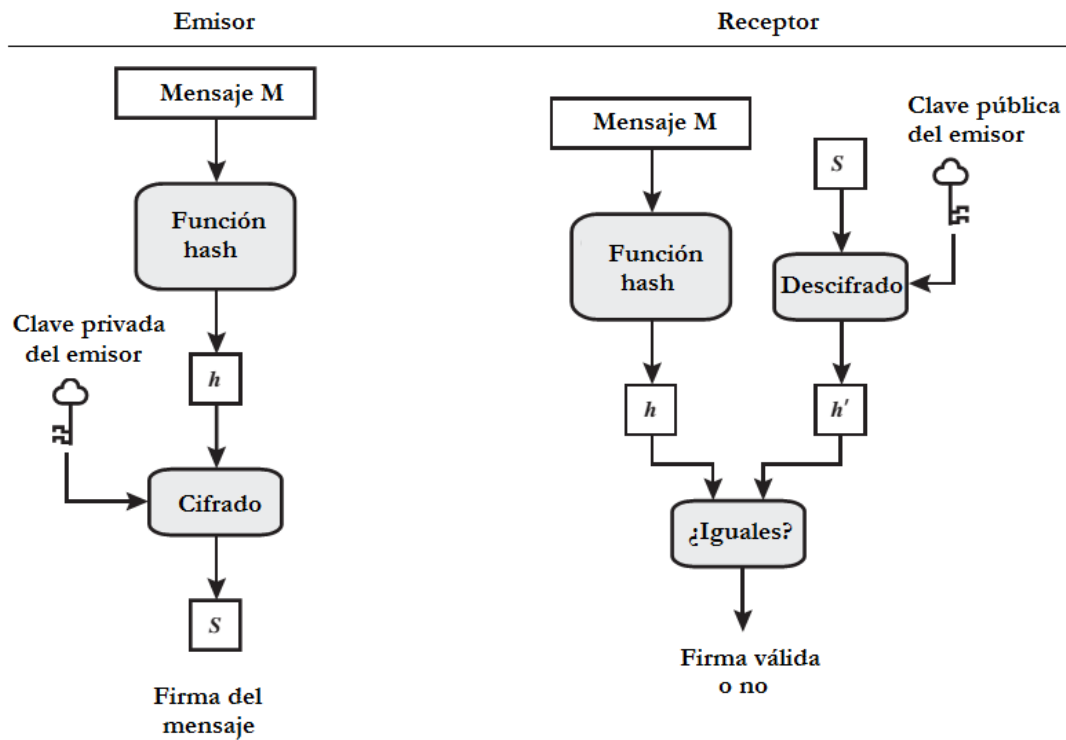 Emisor
Mensaje M
Función
hash
Clave privada
del emisor
h
Cifrado
S
Firma del
mensaje
Receptor
Mensaje M
Clave pública
del emisor
S
Función
hash
Descifrado
h
h'
¿Iguales?
Firma válida
o no